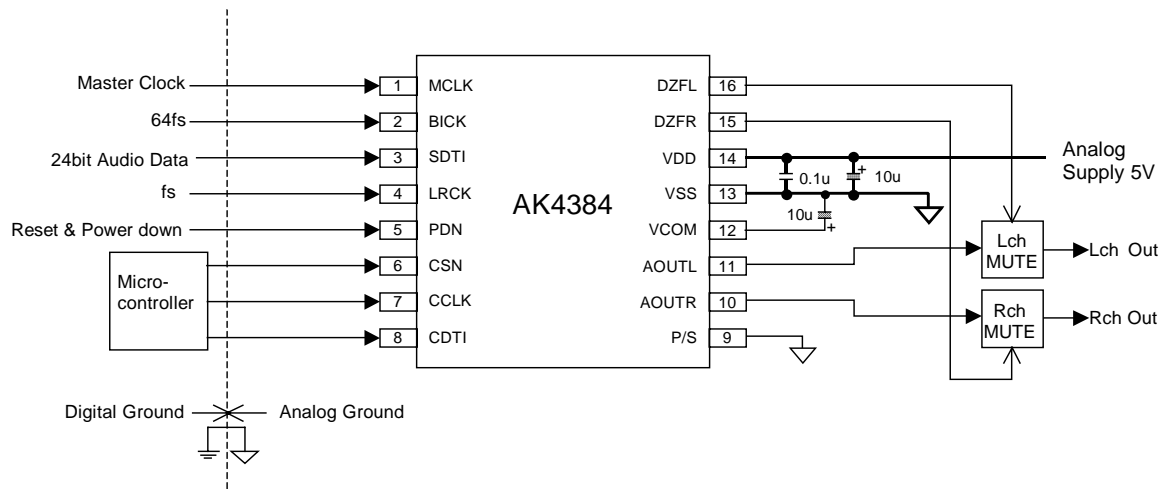 Master Clock 1 MCLK DZFL 16
64fs 2 BICK DZFR 15
24bit Audio Data 3 SDTI VDD 14 0.1u + 10u Analog Supply 5V
fs 4 LRCK AK4384 VSS 13
Reset & Power down 5 PDN VCOM 12 10u +
Micro-
controller
6 CSN AOUTL 11 Lch MUTE Lch Out
7 CCLK AOUTR 10 Rch MUTE Rch Out
8 CDTI P/S 9
Digital Ground Analog Ground